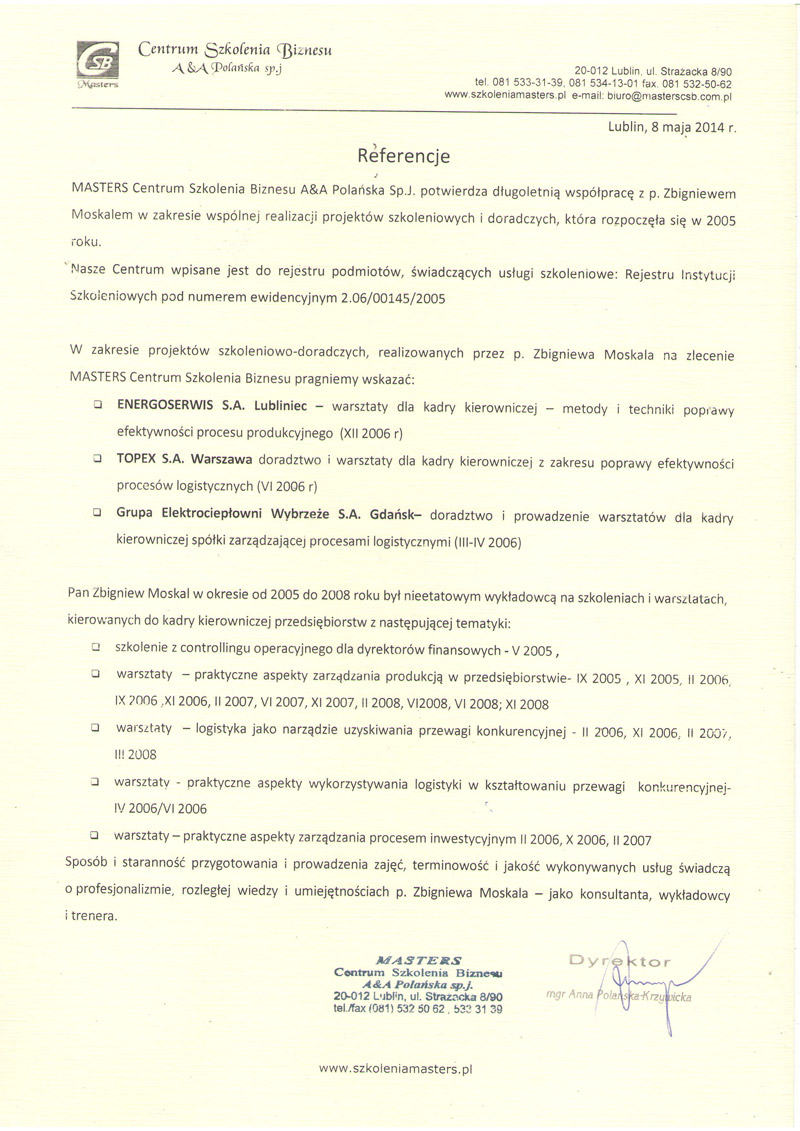 CSB
Masters
Centrum Szkolenia Biznesu
A&A Polańska sp.j
20-012 Lublin, ul. Strażacka 8/90
tel. 081 533-31-39, 081 534-13-01 fax. 081 532-50-62
www.szkoleniamasters.pl e-mail: biuro@masterscsb.com.pl
Lublin, 8 maja 2014 r.
Referencje
MASTERS Centrum Szkolenia Biznesu A&A Polańska Sp.J. potwierdza długoletnią współpracę z p. Zbigniewem
Moskalem w zakresie wspólnej realizacji projektów szkoleniowych i doradczych, która rozpoczęła się w 2005
roku.
Nasze Centrum wpisane jest do rejestru podmiotów, świadczących usługi szkoleniowe: Rejestru Instytucji
Szkoleniowych pod numerem ewidencyjnym 2.06/00145/2005
W zakresie projektów szkoleniowo-doradczych, realizowanych przez p. Zbigniewa Moskala na zlecenie
MASTERS Centrum Szkolenia Biznesu pragniemy wskazać:
❑ ENERGOSERWIS S.A. Lubliniec – warsztaty dla kadry kierowniczej – metody i techniki poprawy
efektywności procesu produkcyjnego (XII 2006 r)
❑ TOPEX S.A. Warszawa doradztwo i warsztaty dla kadry kierowniczej z zakresu poprawy efektywności
procesów logistycznych (VI 2006 r)
❑ Grupa Elektrociepłowni Wybrzeże S.A. Gdańsk– doradztwo i prowadzenie warsztatów dla kadry
kierowniczej spółki zarządzającej procesami logistycznymi (III-IV 2006)
Pan Zbigniew Moskal w okresie od 2005 do 2008 roku był nieetatowym wykładowcą na szkoleniach i warsztatach,
kierowanych do kadry kierowniczej przedsiębiorstw z następującej tematyki:
❑ szkolenie z controllingu operacyjnego dla dyrektorów finansowych - V 2005 ,
❑ warsztaty – praktyczne aspekty zarządzania produkcją w przedsiębiorstwie- IX 2005 , XI 2005, II 2006,
IX 2006 ,XI 2006, II 2007, VI 2007, XI 2007, II 2008, VI2008, VI 2008; XI 2008
❑ warsztaty – logistyka jako narządzie uzyskiwania przewagi konkurencyjnej - II 2006, XI 2006, II 2007,
III 2008
❑ warsztaty - praktyczne aspekty wykorzystywania logistyki w kształtowaniu przewagi konkurencyjnej-
IV 2006/VI 2006
❑ warsztaty – praktyczne aspekty zarządzania procesem inwestycyjnym II 2006, X 2006, II 2007
Sposób i staranność przygotowania i prowadzenia zajęć, terminowość i jakość wykonywanych usług świadczą
o profesjonalizmie, rozległej wiedzy i umiejętnościach p. Zbigniewa Moskala – jako konsultanta, wykładowcy
i trenera.
MASTERS
Centrum Szkolenia Biznesu
A&A Polańska sp.j.
20-012 Lublin, ul. Strażacka 8/90
tel./fax (081) 532 50 62 , 533 31 39
Dyrektor
mgr Anna Polańska-Krzywicka
www.szkoleniamasters.pl